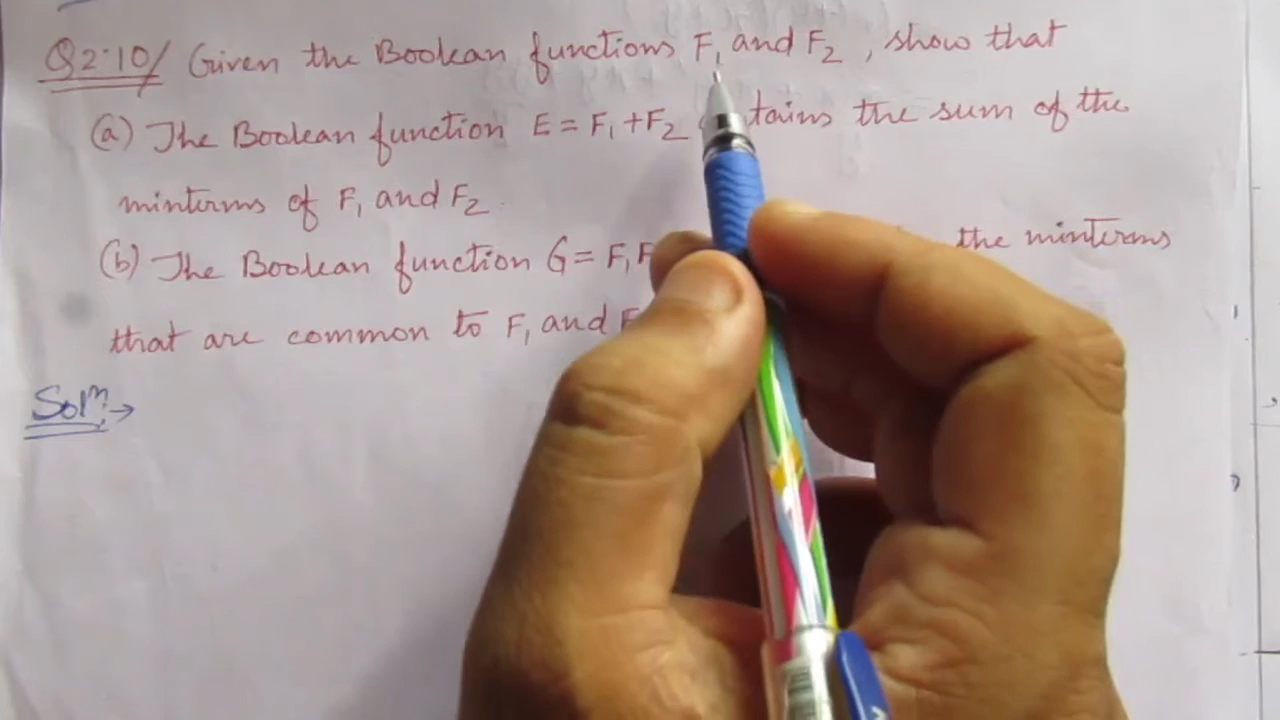 Q2.10/ Given the Boolean functions F₁ and F₂, show that
(a) The Boolean function E = F₁ + F₂ tains the sum of the
minterms of F₁ and F₂.
(b) The Boolean function G = F₁F the minterms
that are common to F₁ and F
Solⁿ. →